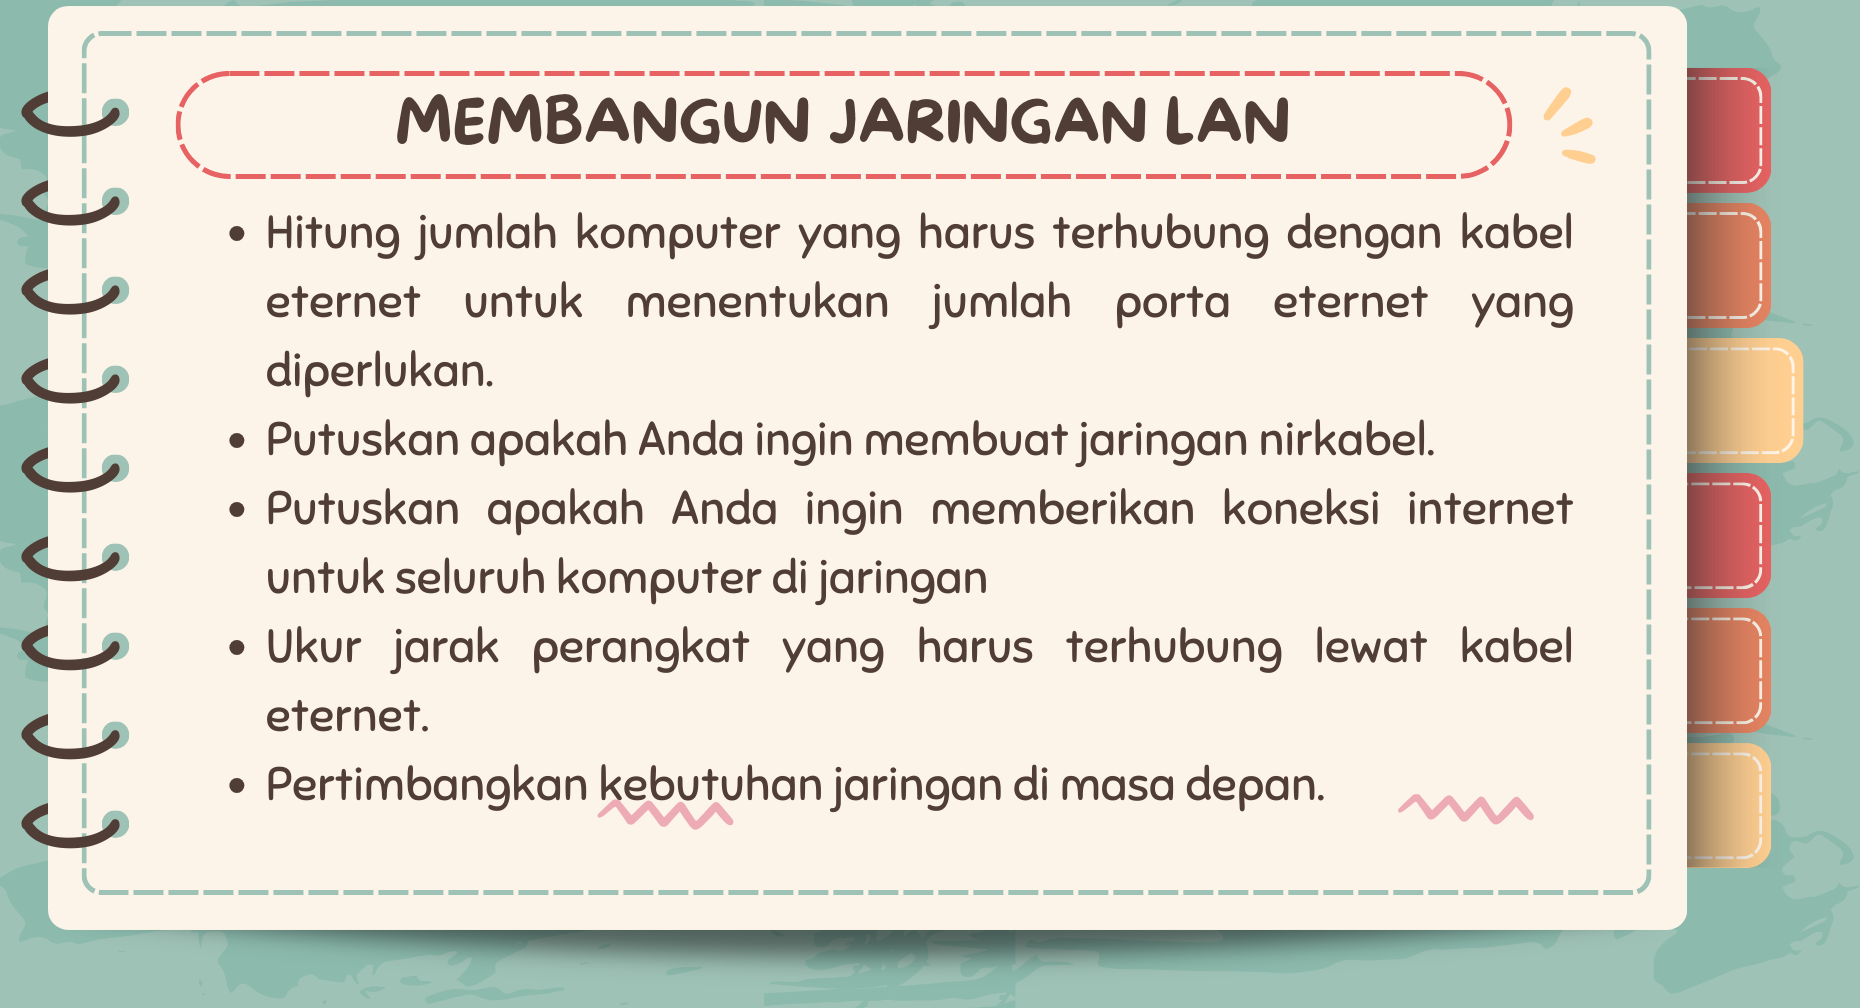 MEMBANGUN JARINGAN LAN
• Hitung jumlah komputer yang harus terhubung dengan kabel
eternet untuk menentukan jumlah porta eternet yang
diperlukan.
• Putuskan apakah Anda ingin membuat jaringan nirkabel.
• Putuskan apakah Anda ingin memberikan koneksi internet
untuk seluruh komputer di jaringan
• Ukur jarak perangkat yang harus terhubung lewat kabel
eternet.
• Pertimbangkan kebutuhan jaringan di masa depan.